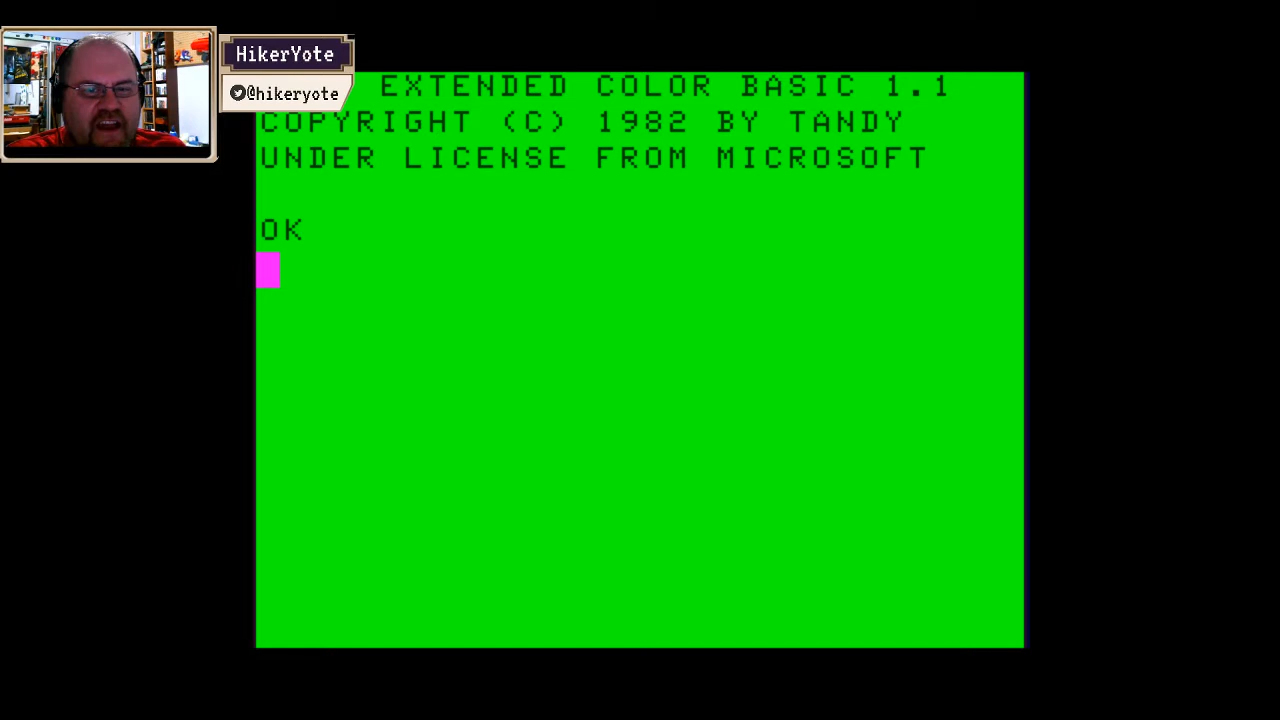 HikerYote
@hikeryote
EXTENDED COLOR BASIC 1.1
COPYRIGHT (C) 1982 BY TANDY
UNDER LICENSE FROM MICROSOFT
OK